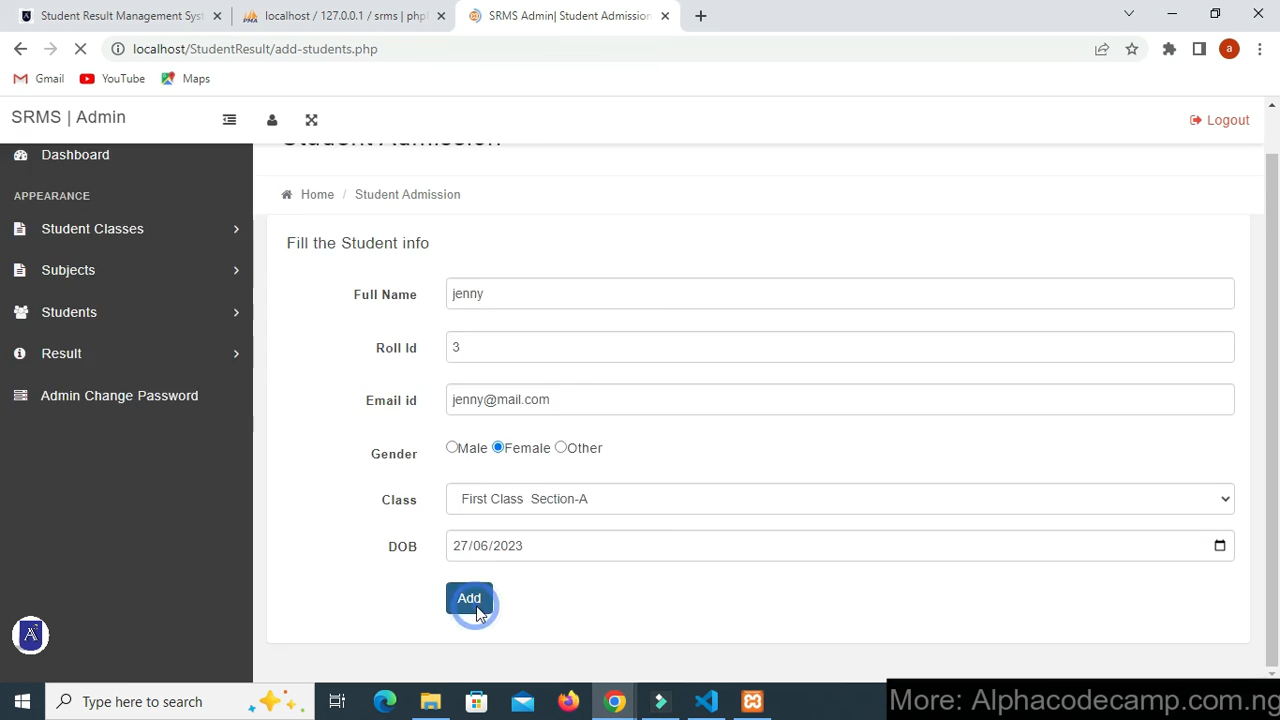 Student Result Management Sys
localhost / 127.0.0.1 / srms | php
SRMS Admin| Student Admission
localhost/StudentResult/add-students.php
a
Gmail
YouTube
Maps
SRMS | Admin
Logout
Student Admission
Dashboard
Home / Student Admission
APPEARANCE
Student Classes
Subjects
Students
Result
Admin Change Password
Fill the Student info
Full Name
jenny
Roll Id
3
Email id
jenny@mail.com
Gender
Male Female Other
Class
First Class Section-A
DOB
27/06/2023
Add
Type here to search
More: Alphacodecamp.com.ng